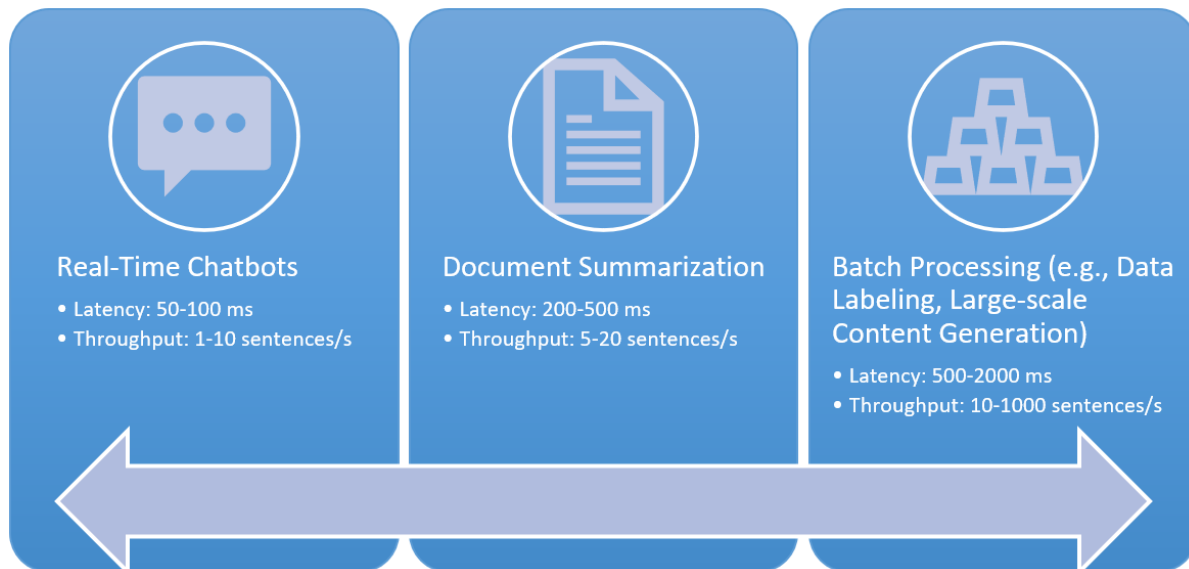 Real-Time Chatbots
• Latency: 50-100 ms
• Throughput: 1-10 sentences/s
Document Summarization
• Latency: 200-500 ms
• Throughput: 5-20 sentences/s
Batch Processing (e.g., Data
Labeling, Large-scale
Content Generation)
• Latency: 500-2000 ms
• Throughput: 10-1000 sentences/s